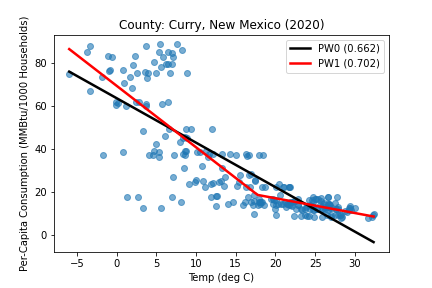 County: Curry, New Mexico (2020)
Per-Capita Consumption (MMBtu/1000 Households)
80
60
40
20
0
PW0 (0.662)
PW1 (0.702)
−5 0 5 10 15 20 25 30
Temp (deg C)